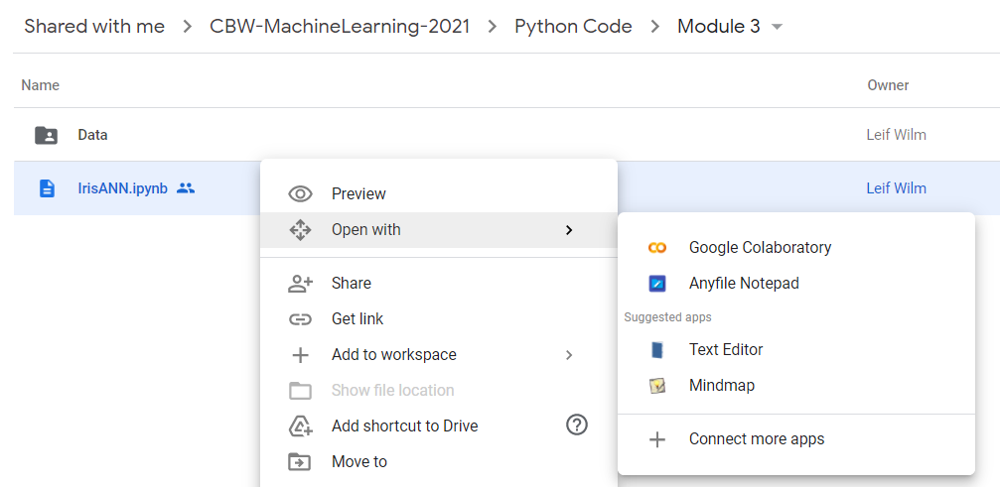 Shared with me > CBW-MachineLearning-2021 > Python Code > Module 3
Name Owner
Data Leif Wilm
IrisANN.ipynb Leif Wilm
Preview
Open with
Share
Get link
Add to workspace
Show file location
Add shortcut to Drive
Move to
Google Colaboratory
Anyfile Notepad
Suggested apps
Text Editor
Mindmap
Connect more apps